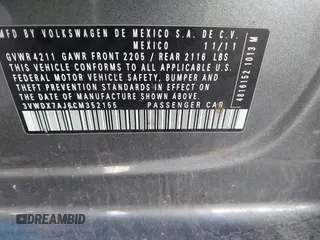 MFD BY VOLKSWAGEN DE MEXICO S.A. DE C.V.
MEXICO 11/11
GVWR 4211 GAWR FRONT 2205 / REAR 2116 LBS
THIS VEHICLE CONFORMS TO ALL APPLICABLE
FEDERAL MOTOR VEHICLE SAFETY, BUMPER, AND
THEFT PREVENTION STANDARDS IN EFFECT
ON THE DATE OF MANUFACTURE SHOWN ABOVE
3VWDX7AJ6CM352155 PASSENGER CAR
4816152 1013 M
DREAMBID